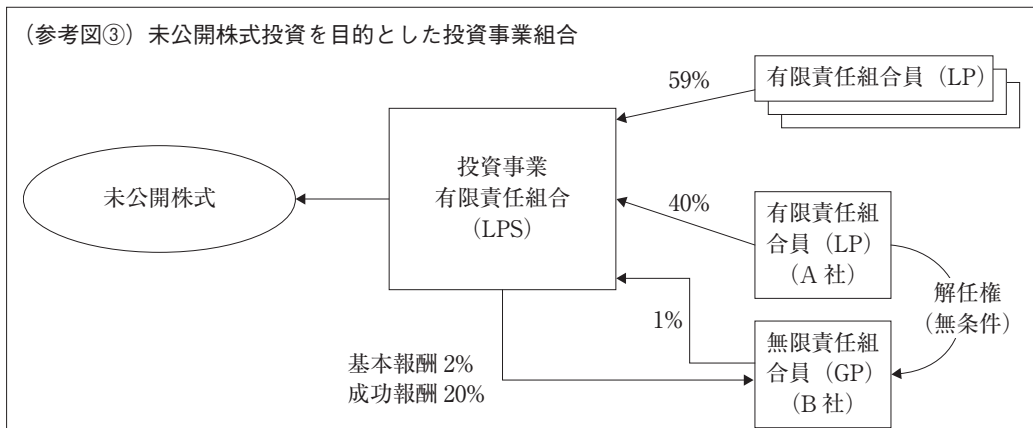 （参考図③）未公開株式投資を目的とした投資事業組合
59%
有限責任組合員（LP）
未公開株式
投資事業
有限責任組合
（LPS）
40%
有限責任組
合員（LP）
（A 社）
解任権
（無条件）
1%
無限責任組
合員（GP）
（B 社）
基本報酬 2%
成功報酬 20%